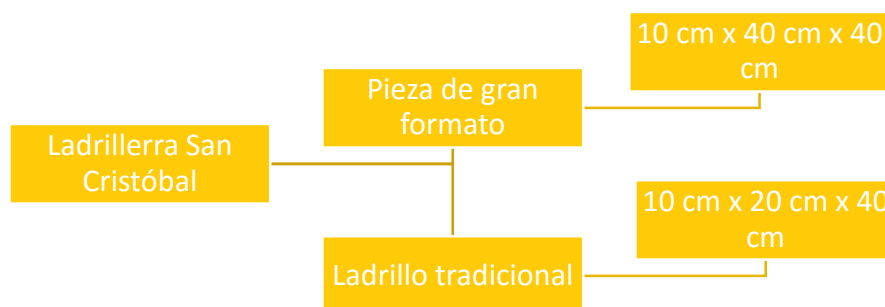 Ladrillerra San
Cristóbal
Pieza de gran
formato
10 cm x 40 cm x 40
cm
Ladrillo tradicional
10 cm x 20 cm x 40
cm